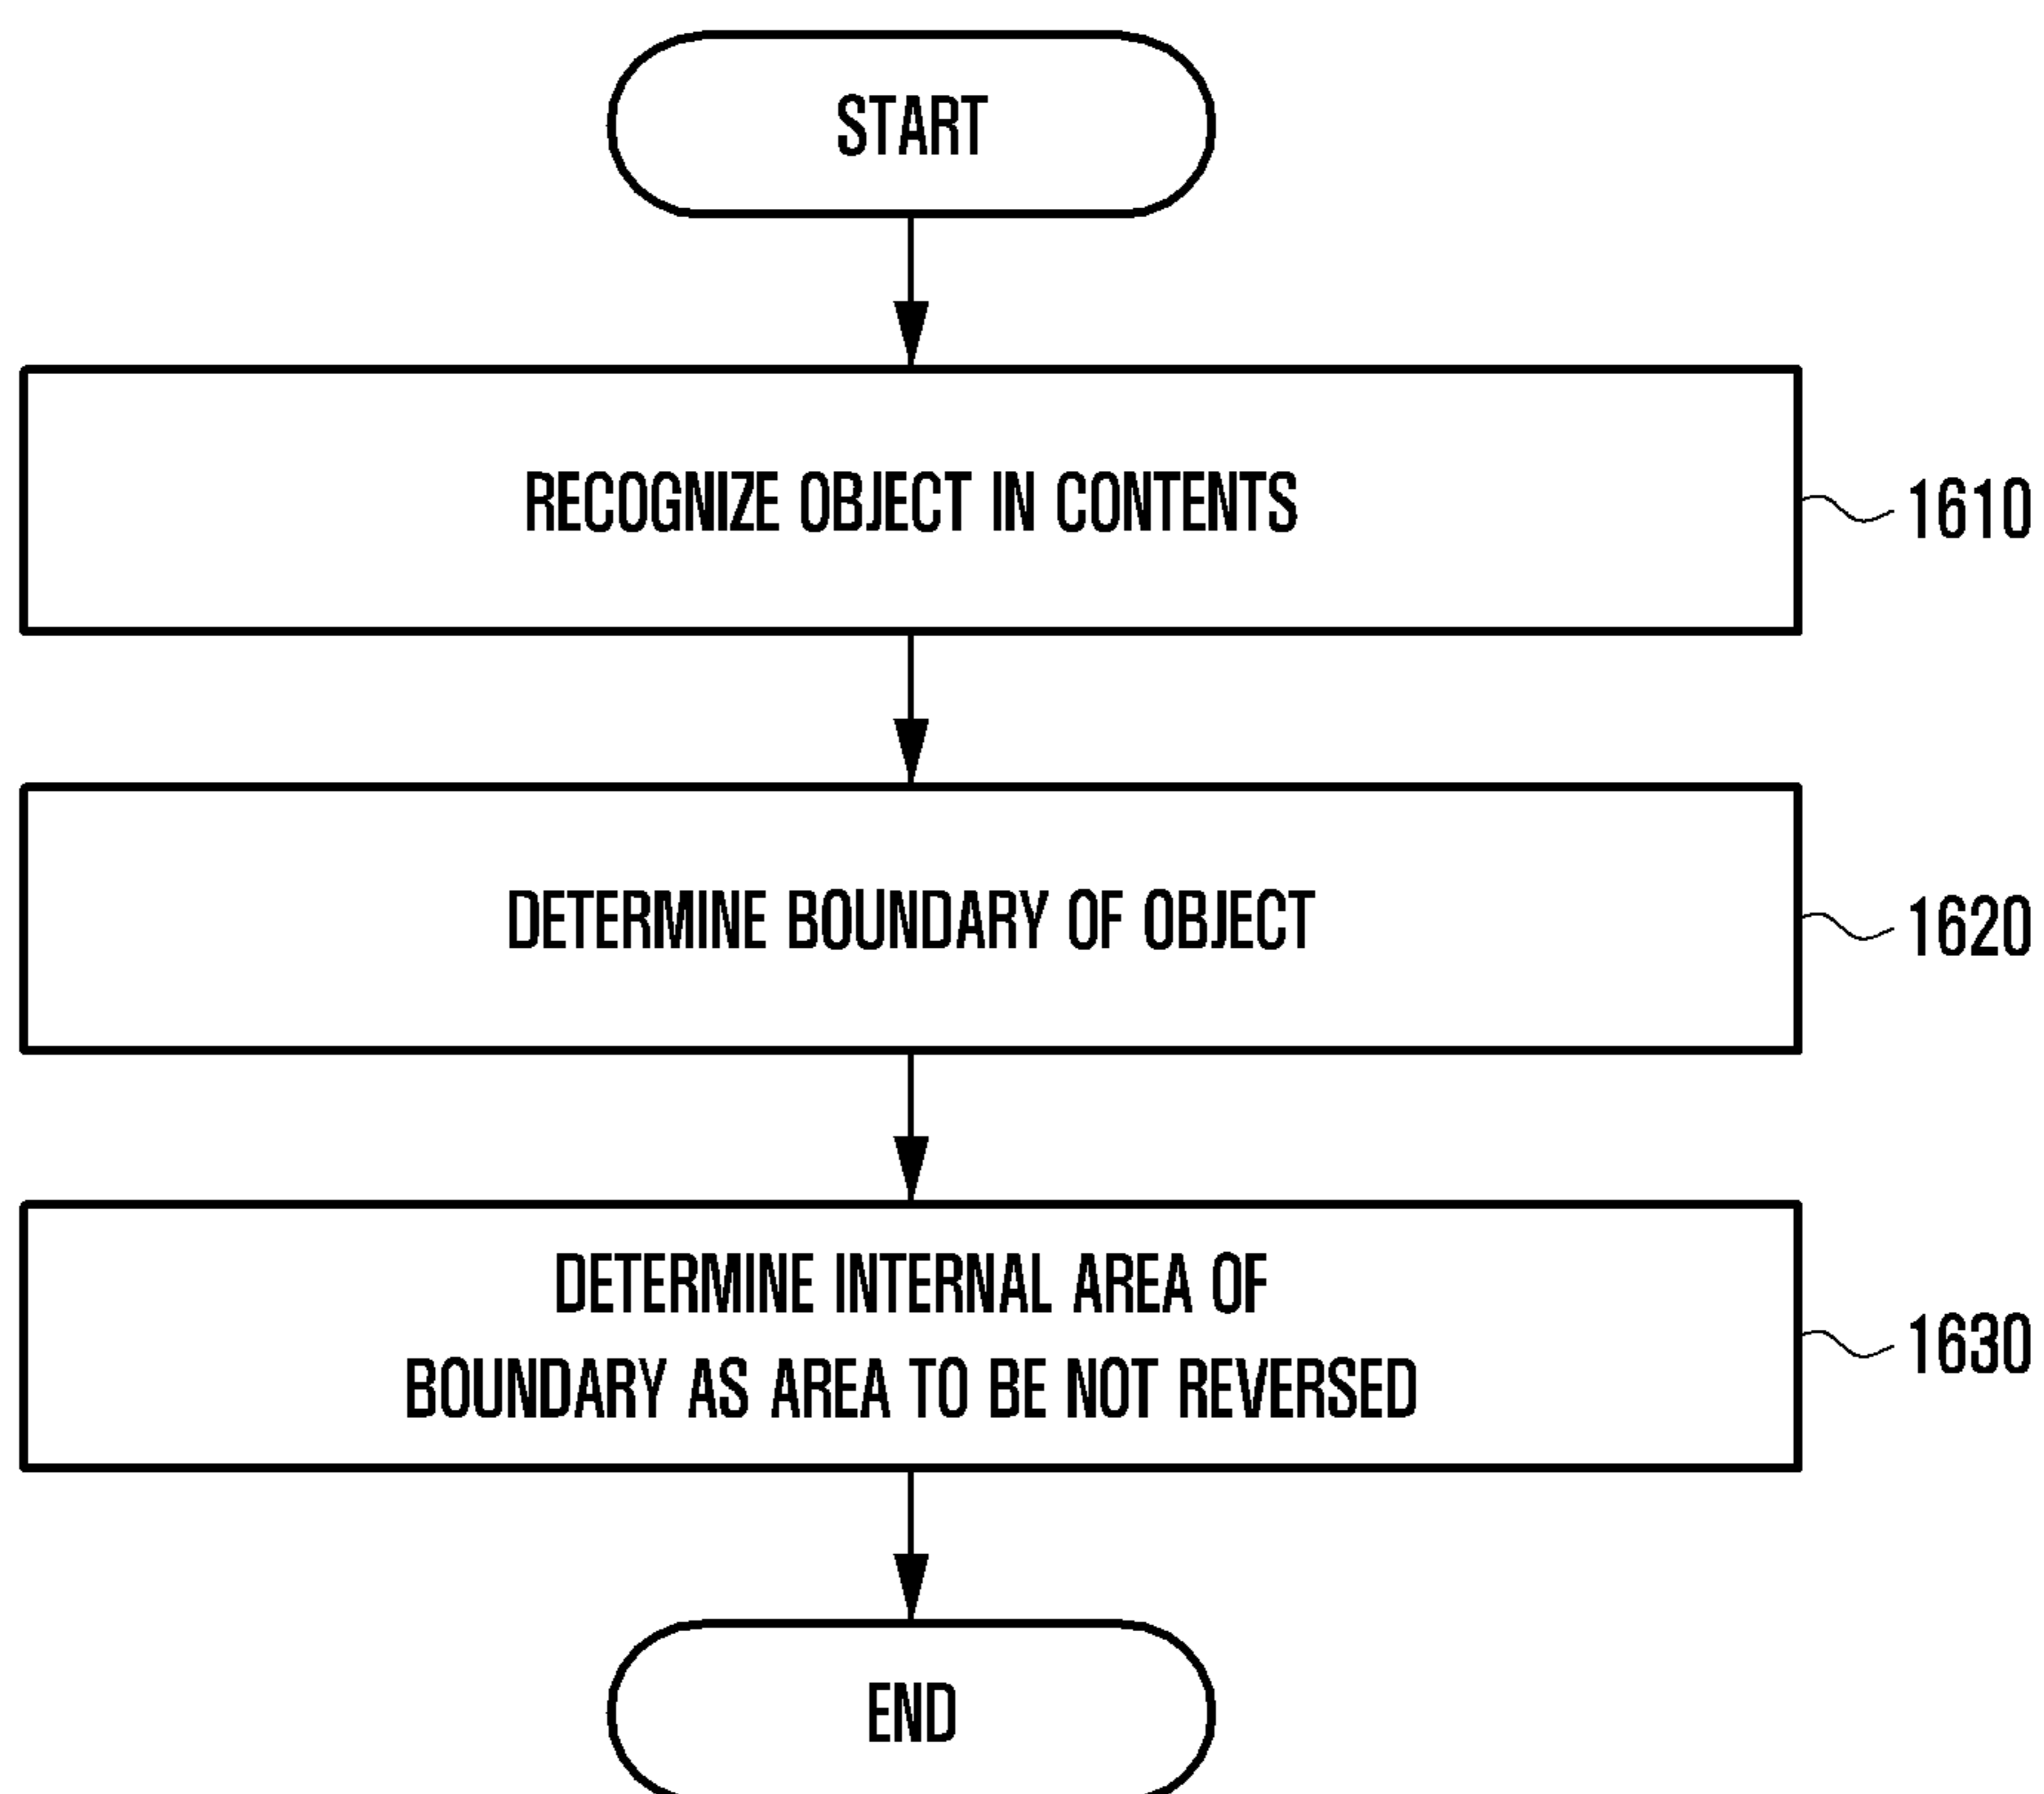 START
RECOGNIZE OBJECT IN CONTENTS
1610
DETERMINE BOUNDARY OF OBJECT
1620
DETERMINE INTERNAL AREA OF
BOUNDARY AS AREA TO BE NOT REVERSED
1630
END